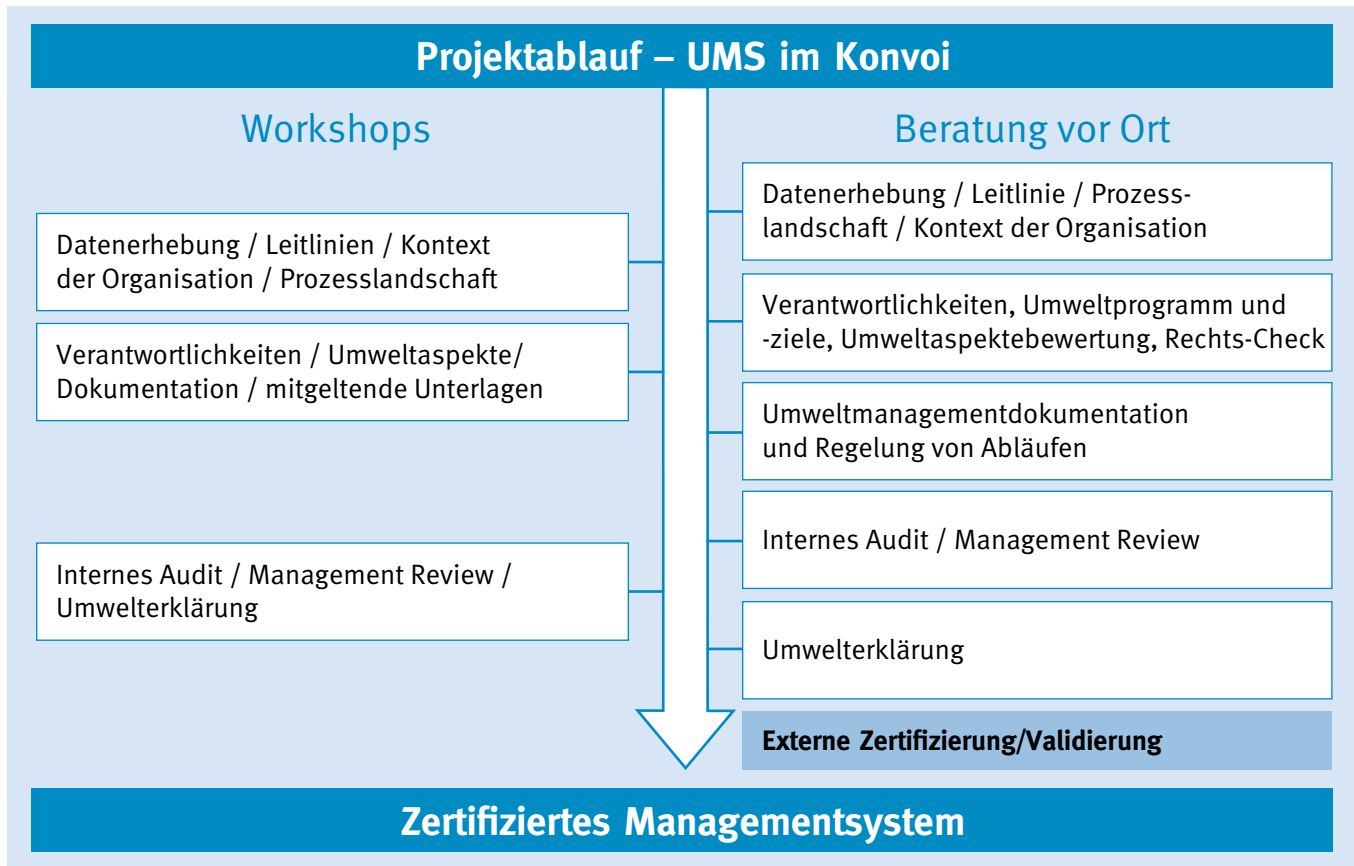 Projektablauf – UMS im Konvoi
Workshops
Datenerhebung / Leitlinien / Kontext
der Organisation / Prozesslandschaft
Verantwortlichkeiten / Umweltaspekte/
Dokumentation / mitgeltende Unterlagen
Internes Audit / Management Review /
Umwelterklärung
Beratung vor Ort
Datenerhebung / Leitlinie / Prozess-
landschaft / Kontext der Organisation
Verantwortlichkeiten, Umweltprogramm und
-ziele, Umweltaspektebewertung, Rechts-Check
Umweltmanagementdokumentation
und Regelung von Abläufen
Internes Audit / Management Review
Umwelterklärung
Externe Zertifizierung/Validierung
Zertifiziertes Managementsystem